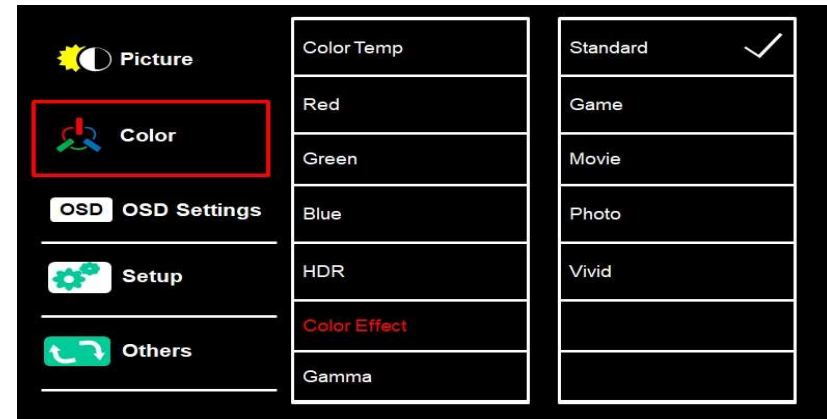 Picture
Color
OSD OSD Settings
Setup
Others
Color Temp
Red
Green
Blue
HDR
Color Effect
Gamma
Standard
Game
Movie
Photo
Vivid